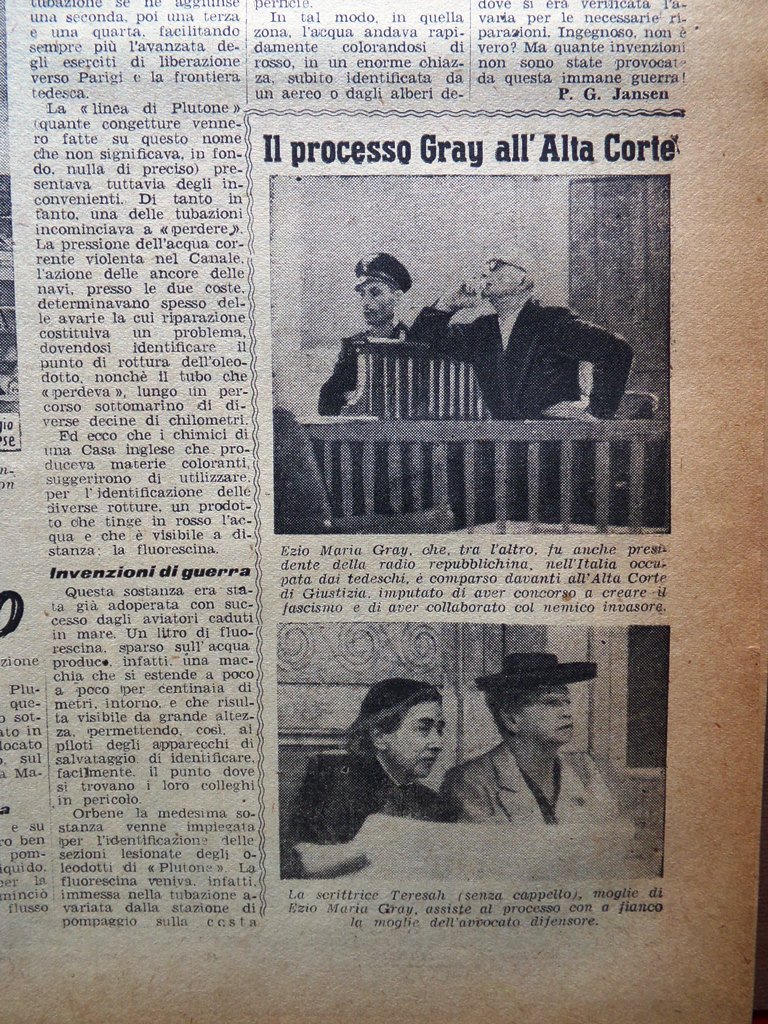 tubazione se ne aggiunse
una seconda, poi una terza
e una quarta, facilitando
sempre più l'avanzata de-
gli eserciti di liberazione
verso Parigi e la frontiera
tedesca.
La « linea di Plutone »
(quante congetture venne-
ro fatte su questo nome
che non significava, in fon-
do, nulla di preciso) pre-
sentava tuttavia degli in-
convenienti. Di tanto in
tanto, una delle tubazioni
incominciava a « perdere ».
La pressione dell'acqua cor-
rente violenta nel Canale,
l'azione delle ancore delle
navi, presso le due coste,
determinavano spesso del-
le avarie la cui riparazione
costituiva un problema,
dovendosi identificare il
punto di rottura dell'oleo-
dotto, nonchè il tubo che
« perdeva », lungo un per-
corso sottomarino di di-
verse decine di chilometri.
Ed ecco che i chimici di
una Casa inglese che pro-
duceva materie coloranti,
suggerirono di utilizzare,
per l'identificazione delle
diverse rotture, un prodot-
to che tinge in rosso l'ac-
qua e che è visibile a di-
stanza: la fluorescina.
Invenzioni di guerra
Questa sostanza era sta-
ta già adoperata con suc-
cesso dagli aviatori caduti
in mare. Un litro di fluo-
rescina, sparso sull'acqua
produce, infatti, una mac-
chia che si estende a poco
a poco per centinaia di
metri, intorno, e che risul-
ta visibile da grande altez-
za, permettendo, così, ai
piloti degli apparecchi di
salvataggio, di identificare,
facilmente, il punto dove
si trovano i loro colleghi
in pericolo.
Orbene la medesima so-
stanza venne impiegata
per l'identificazione delle
sezioni lesionate degli o-
leodotti di « Plutone ». La
fluorescina veniva, infatti,
immessa nella tubazione a-
variata dalla stazione di
pompaggio sulla costa
pernicie.
In tal modo, in quella
zona, l'acqua andava rapi-
damente colorandosi di
rosso, in un enorme chiaz-
za, subito identificata da
un aereo o dagli alberi de-
dove si era verificata l'a-
varia per le necessarie ri-
parazioni. Ingegnoso, non è
vero? Ma quante invenzioni
non sono state provocate
da questa immane guerra!
P. G. Jansen
Il processo Gray all'Alta Corte
Ezio Maria Gray, che, tra l'altro, fu anche presi-
dente della radio repubblichina, nell'Italia occu-
pata dai tedeschi, è comparso davanti all'Alta Corte
di Giustizia, imputato di aver concorso a creare il
fascismo e di aver collaborato col nemico invasore.
La scrittrice Teresah (senza cappello), moglie di
Ezio Maria Gray, assiste al processo con a fianco
la moglie dell'avvocato difensore.